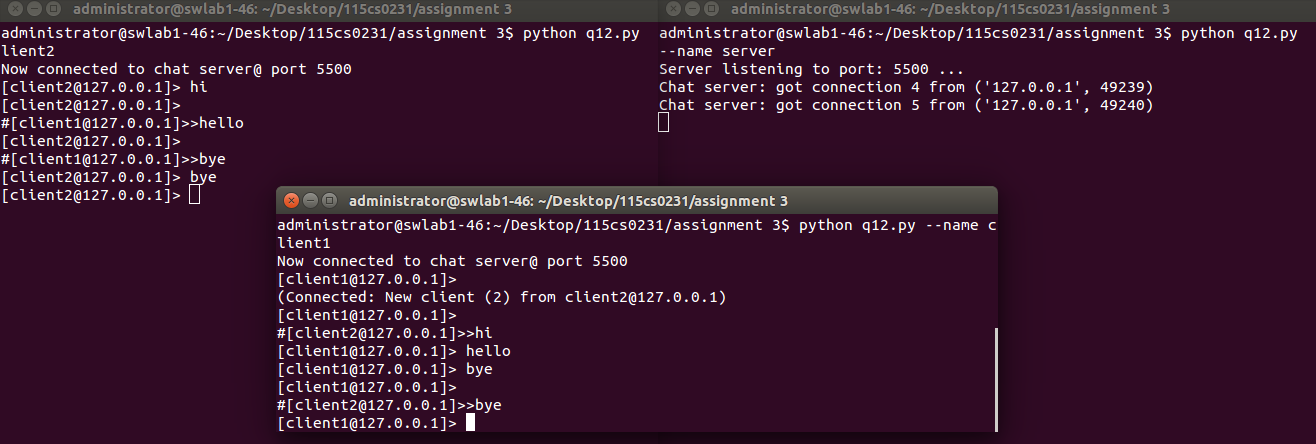 administrator@swlab1-46: ~/Desktop/115cs0231/assignment 3
administrator@swlab1-46:~/Desktop/115cs0231/assignment 3$ python q12.py
lient2
Now connected to chat server@ port 5500
[client2@127.0.0.1]> hi
[client2@127.0.0.1]>
#[client1@127.0.0.1]>>hello
[client2@127.0.0.1]>
#[client1@127.0.0.1]>>bye
[client2@127.0.0.1]> bye
[client2@127.0.0.1]>
administrator@swlab1-46: ~/Desktop/115cs0231/assignment 3
administrator@swlab1-46:~/Desktop/115cs0231/assignment 3$ python q12.py
--name server
Server listening to port: 5500 ...
Chat server: got connection 4 from ('127.0.0.1', 49239)
Chat server: got connection 5 from ('127.0.0.1', 49240)
administrator@swlab1-46: ~/Desktop/115cs0231/assignment 3
administrator@swlab1-46:~/Desktop/115cs0231/assignment 3$ python q12.py --name c
lient1
Now connected to chat server@ port 5500
[client1@127.0.0.1]>
(Connected: New client (2) from client2@127.0.0.1)
[client1@127.0.0.1]>
#[client2@127.0.0.1]>>hi
[client1@127.0.0.1]> hello
[client1@127.0.0.1]> bye
[client1@127.0.0.1]>
#[client2@127.0.0.1]>>bye
[client1@127.0.0.1]>